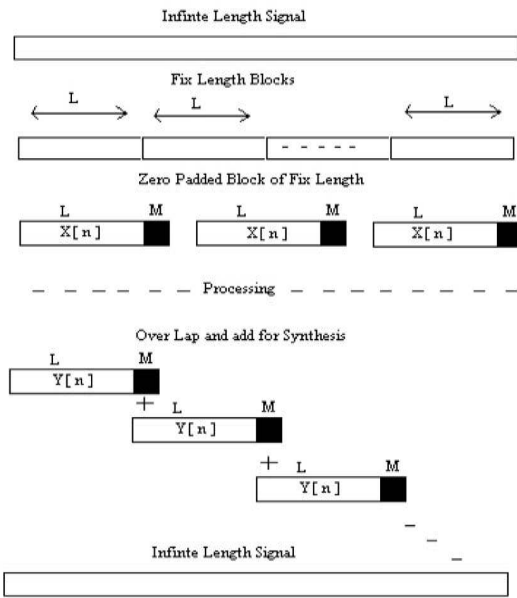 Infinte Length Signal
Fix Length Blocks
L L L
Zero Padded Block of Fix Length
L M L M L M
X[n] X[n] X[n]
Processing
Over Lap and add for Synthesis
L M
Y[n]
+ L M
Y[n]
+ L M
Y[n]
Infinte Length Signal